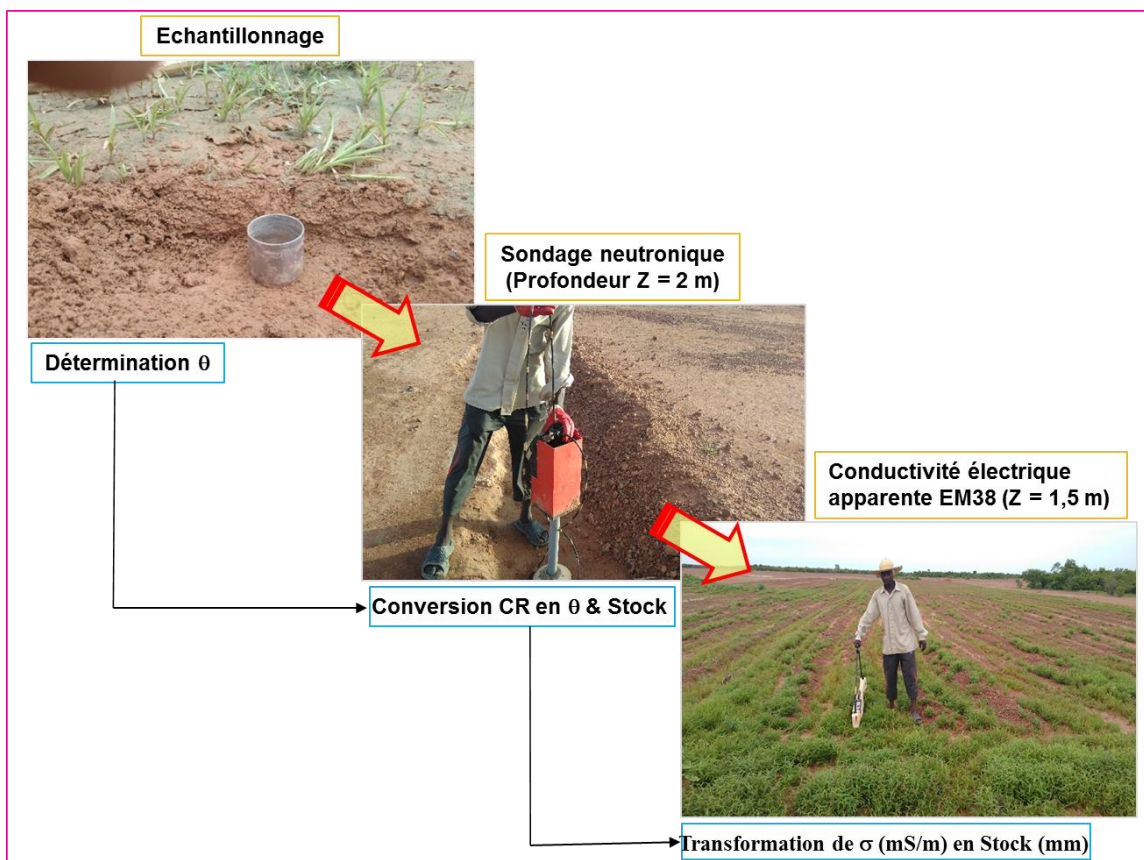 Echantillonnage
Sondage neutronique
(Profondeur Z = 2 m)
Détermination θ
Conductivité électrique
apparente EM38 (Z = 1,5 m)
Conversion CR en θ & Stock
Transformation de σ (mS/m) en Stock (mm)